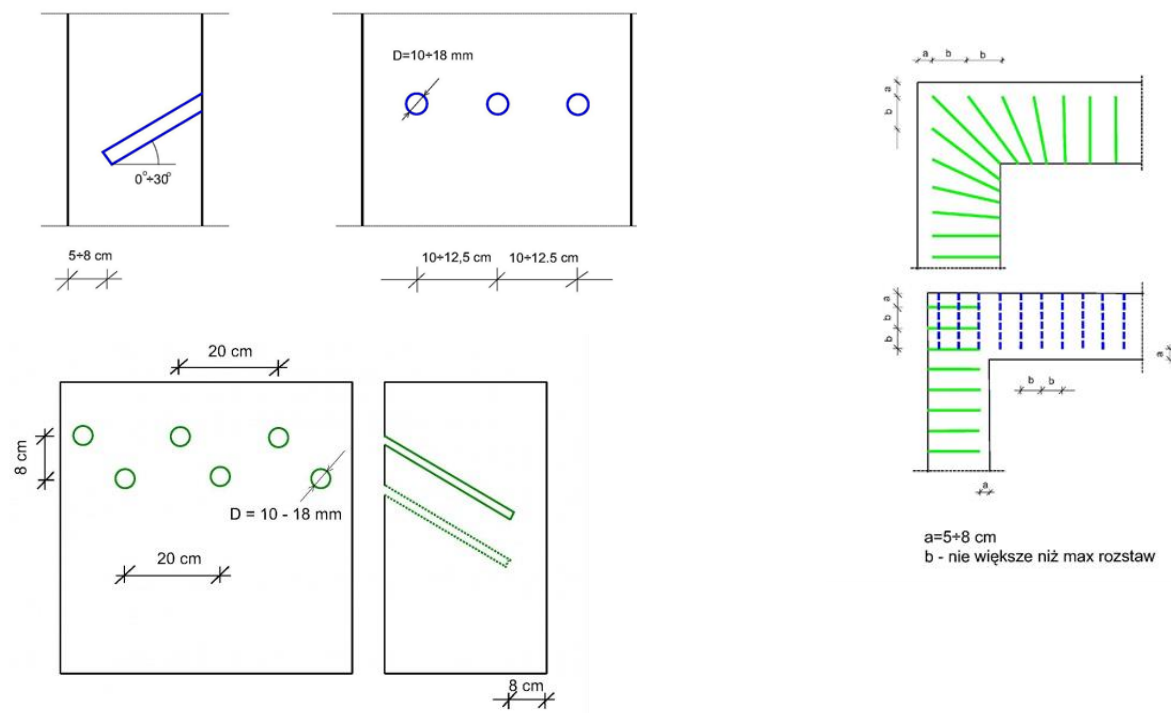 D=10÷18 mm
0°÷30°
5÷8 cm
10÷12,5 cm
10÷12.5 cm
20 cm
8 cm
D = 10 - 18 mm
20 cm
8 cm
a
b
b
a
b
a
b
b
a
b
b
a
a=5÷8 cm
b - nie większe niż max rozstaw